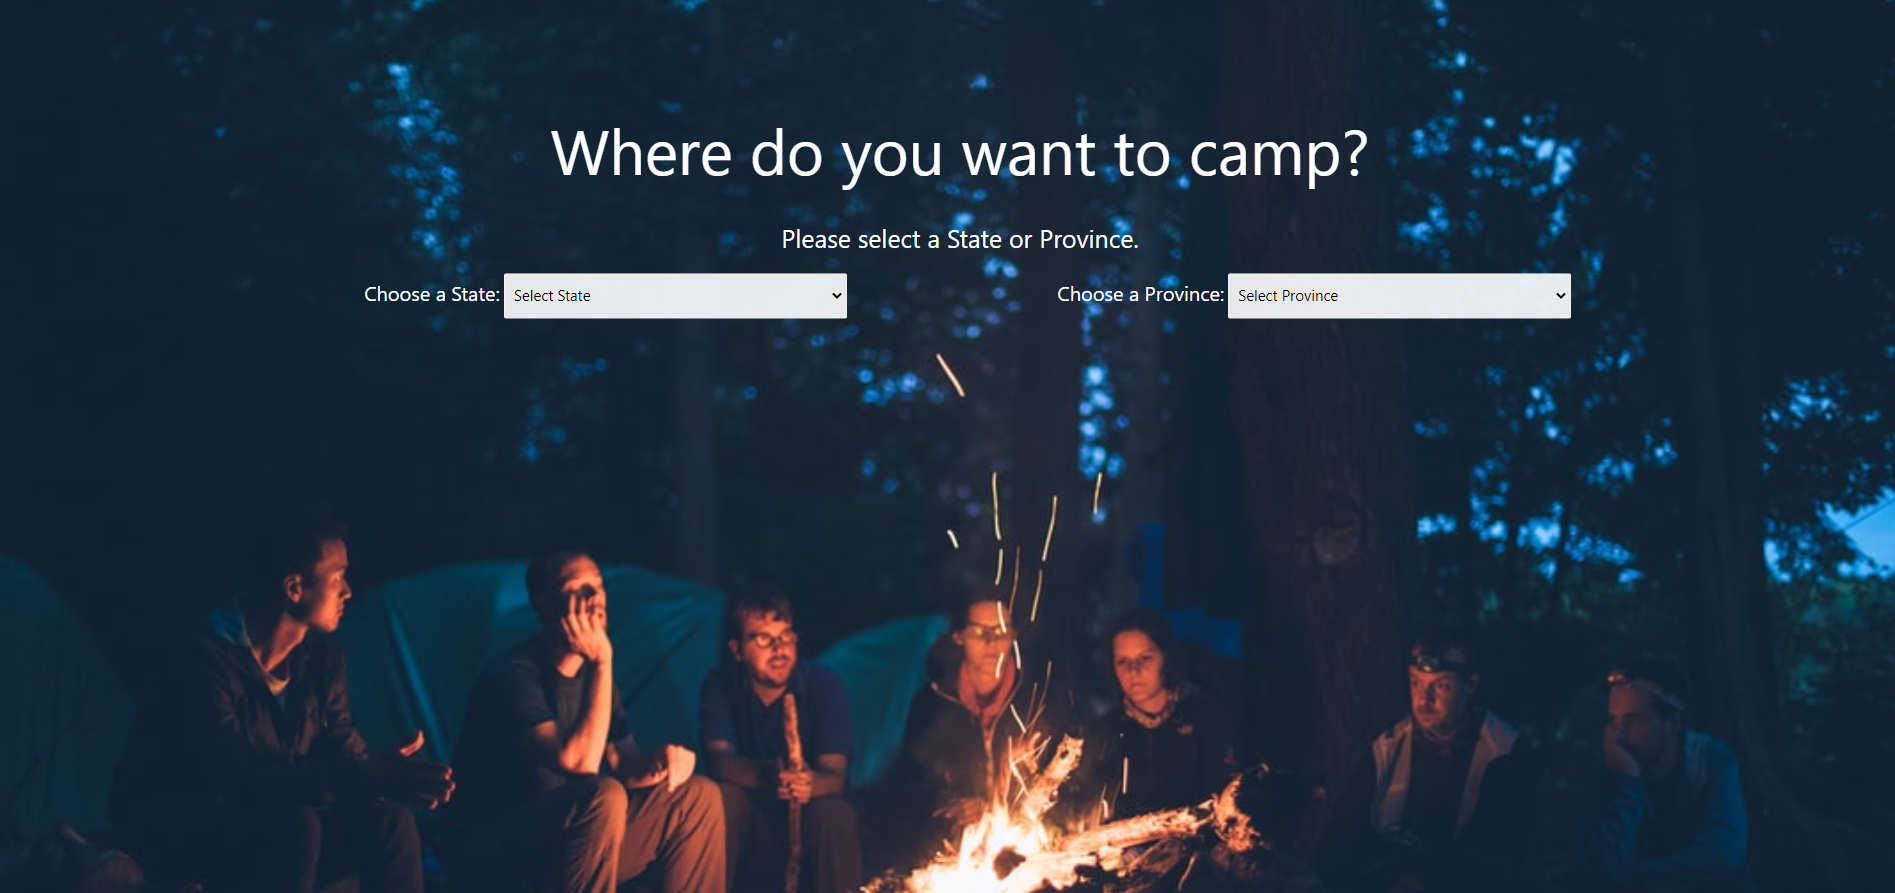 Where do you want to camp?
Please select a State or Province.
Choose a State: Select State
Choose a Province: Select Province